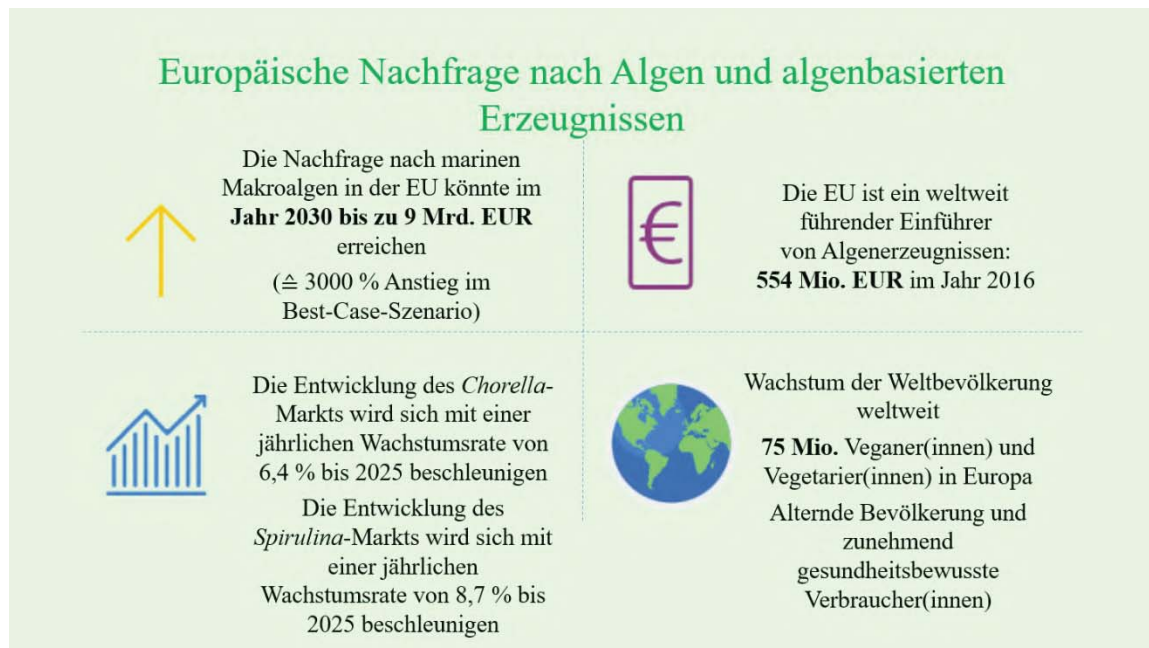 Europäische Nachfrage nach Algen und algenbasierten
Erzeugnissen
Die Nachfrage nach marinen
Makroalgen in der EU könnte im
Jahr 2030 bis zu 9 Mrd. EUR
erreichen
(≙ 3000 % Anstieg im
Best-Case-Szenario)
€
Die EU ist ein weltweit
führender Einführer
von Algenerzeugnissen:
554 Mio. EUR im Jahr 2016
Die Entwicklung des Chorella-
Markts wird sich mit einer
jährlichen Wachstumsrate von
6,4 % bis 2025 beschleunigen
Die Entwicklung des
Spirulina-Markts wird sich mit
einer jährlichen
Wachstumsrate von 8,7 % bis
2025 beschleunigen
Wachstum der Weltbevölkerung
weltweit
75 Mio. Veganer(innen) und
Vegetarier(innen) in Europa
Alternde Bevölkerung und
zunehmend
gesundheitsbewusste
Verbraucher(innen)